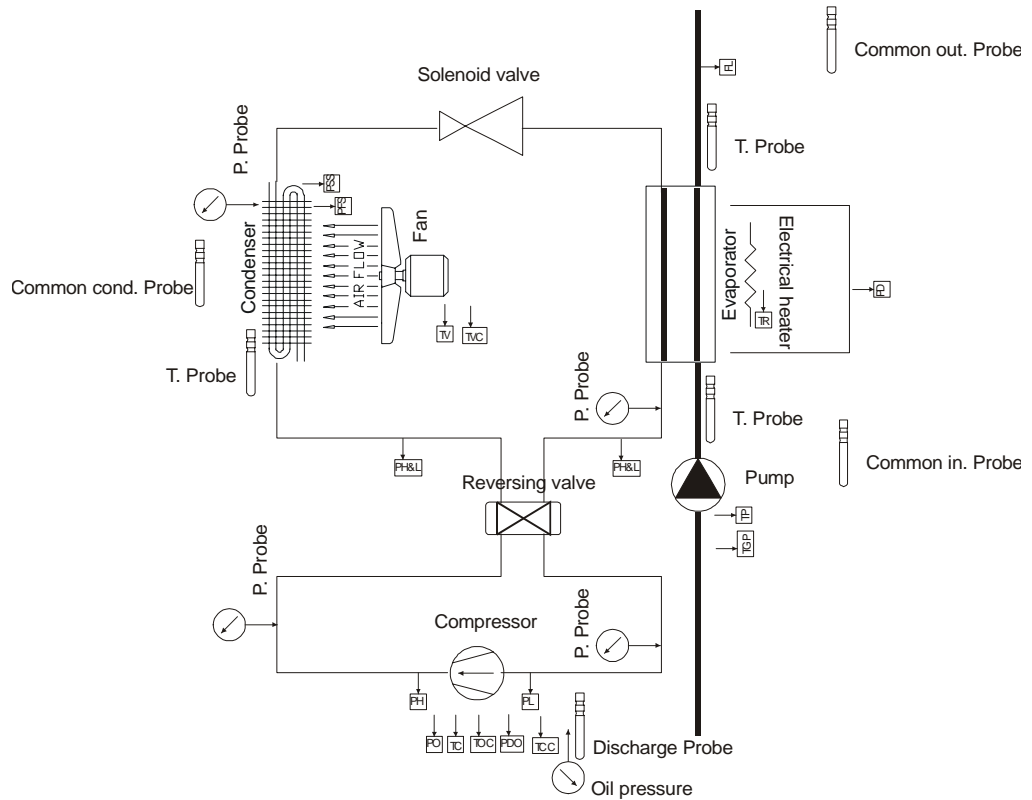 Common out. Probe
FL
Solenoid valve
P. Probe
T. Probe
FSS
PFS
Condenser
AIR FLOW
Fan
Evaporator
Electrical heater
TR
PD
Common cond. Probe
TV
TVC
T. Probe
P. Probe
T. Probe
Common in. Probe
PH&L
PH&L
Reversing valve
Pump
TP
TGP
P. Probe
Compressor
P. Probe
PH
PL
PO
TC
TOC
PDO
TCC
Discharge Probe
Oil pressure